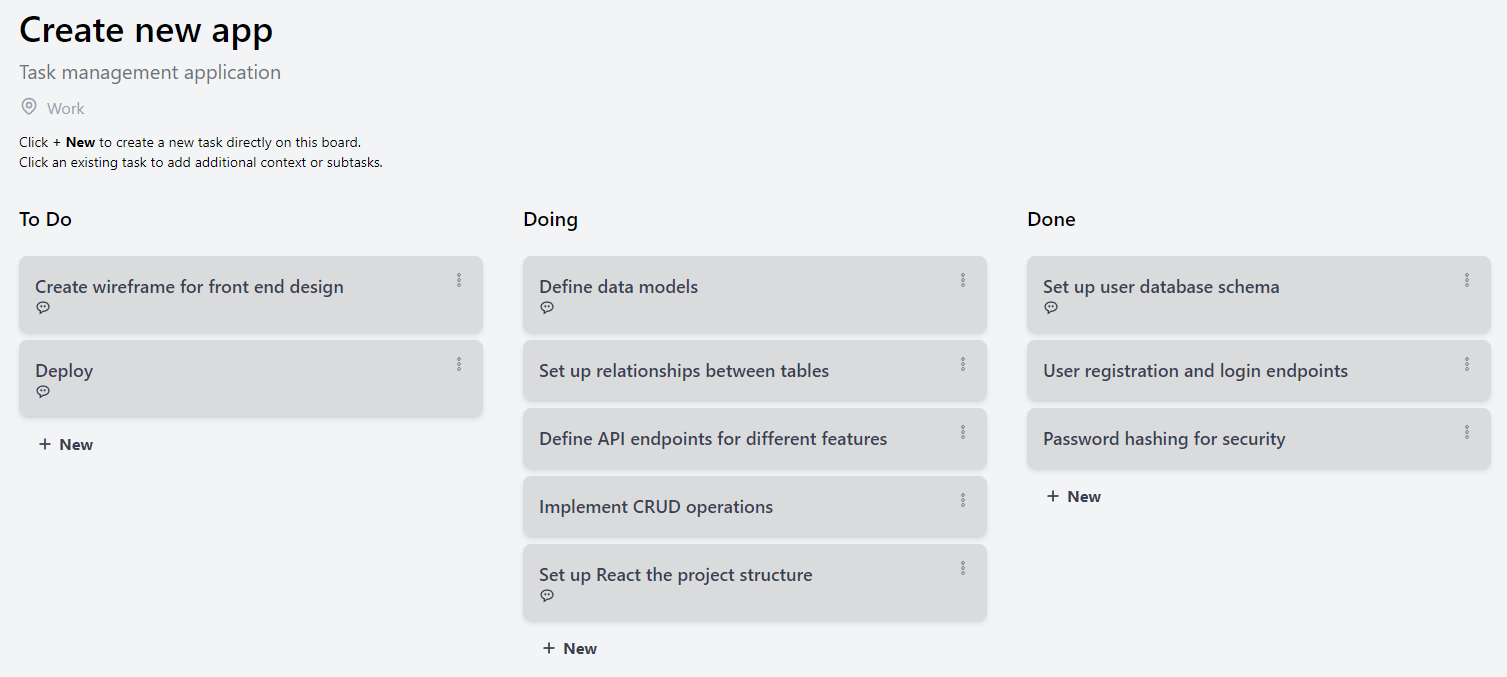 Create new app
Task management application
Work
Click + New to create a new task directly on this board.
Click an existing task to add additional context or subtasks.
To Do
Create wireframe for front end design
Deploy
+ New
Doing
Define data models
Set up relationships between tables
Define API endpoints for different features
Implement CRUD operations
Set up React the project structure
+ New
Done
Set up user database schema
User registration and login endpoints
Password hashing for security
+ New